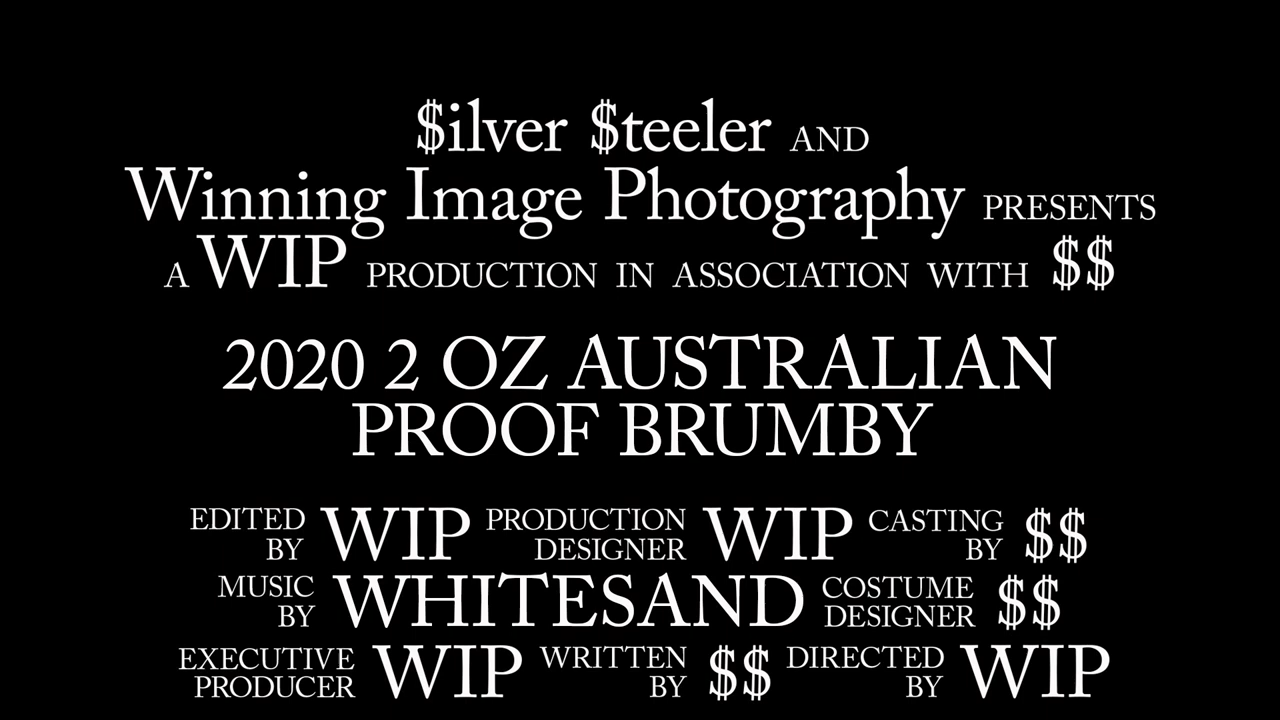 $ilver $teeler AND
Winning Image Photography PRESENTS
A WIP PRODUCTION IN ASSOCIATION WITH $$
2020 2 OZ AUSTRALIAN
PROOF BRUMBY
EDITED BY WIP PRODUCTION DESIGNER WIP CASTING BY $$
MUSIC BY WHITESAND COSTUME DESIGNER $$
EXECUTIVE PRODUCER WIP WRITTEN BY $$ DIRECTED BY WIP